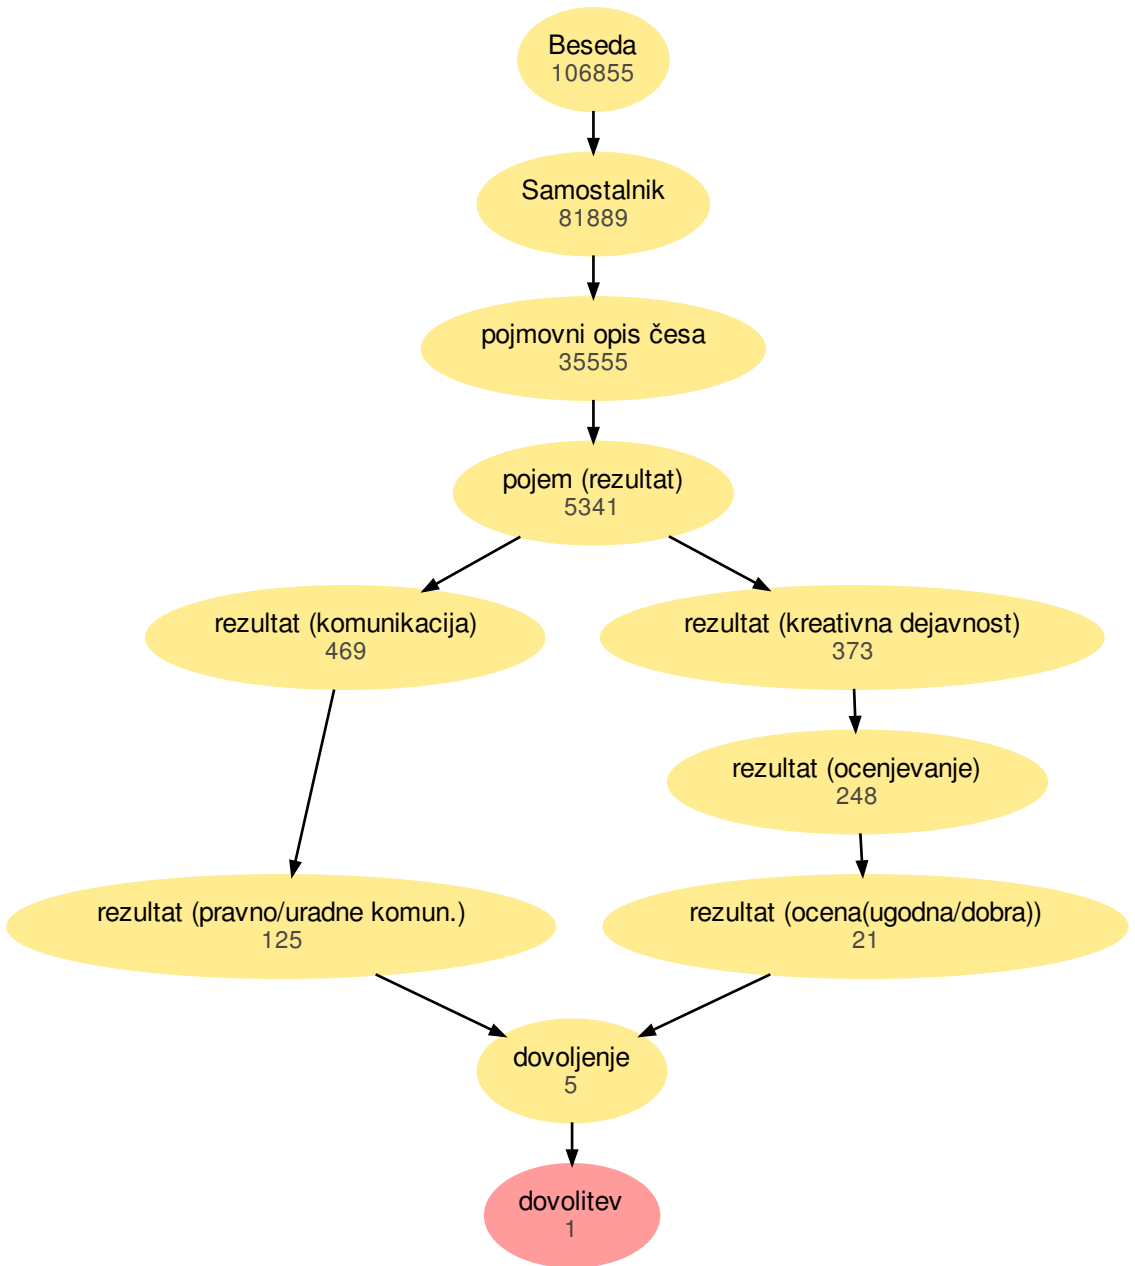 Beseda
106855
Samostalnik
81889
pojmovni opis česa
35555
pojem (rezultat)
5341
rezultat (komunikacija)
469
rezultat (kreativna dejavnost)
373
rezultat (ocenjevanje)
248
rezultat (pravno/uradne komun.)
125
rezultat (ocena(ugodna/dobra))
21
dovoljenje
5
dovolitev
1